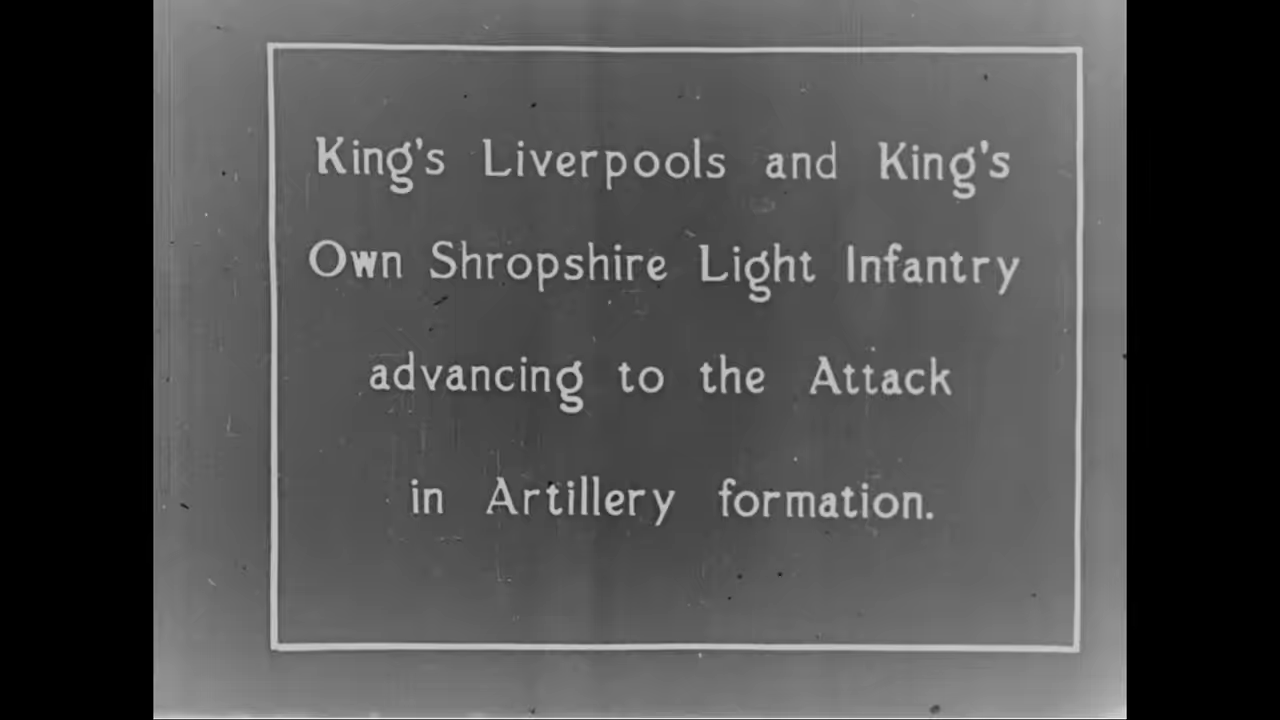 King's Liverpools and King's
Own Shropshire Light Infantry
advancing to the Attack
in Artillery formation.